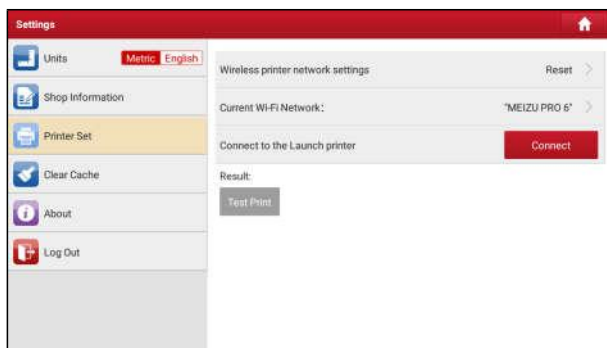 Settings
Units Metric English
Shop Information
Printer Set
Clear Cache
About
Log Out
Wireless printer network settings Reset
Current Wi-Fi Network: "MEIZU PRO 6"
Connect to the Launch printer Connect
Result:
Test Print